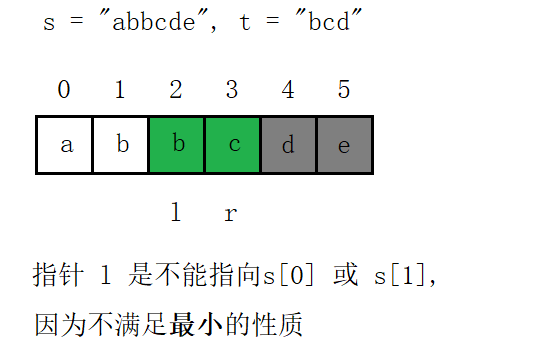 s = "abbcde", t = "bcd"
0 1 2 3 4 5
a b b c d e
l r
指针 l 是不能指向s[0] 或 s[1],
因为不满足最小的性质